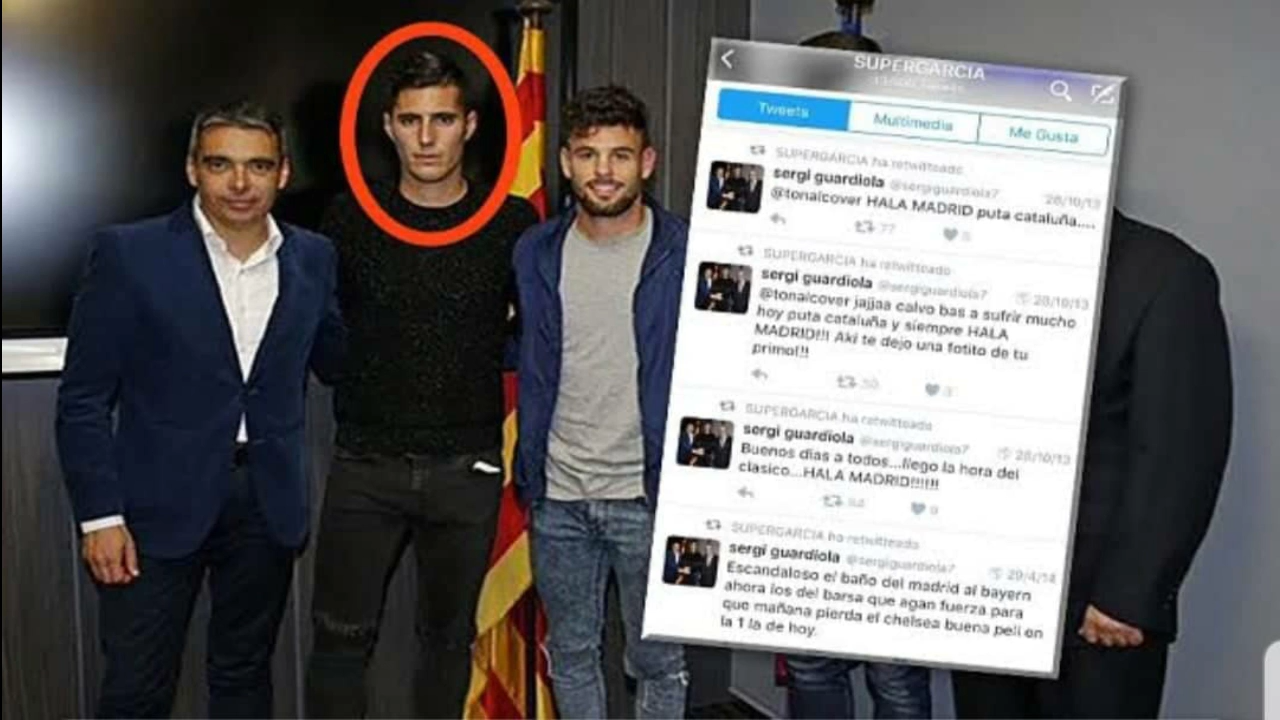 SUPERGARCIA
Tweets
Multimedia
Me Gusta
SUPERGARCIA ha retwitteado
sergi guardiola @sergiguardiola7 28/10/13
@tonalcover HALA MADRID puta cataluña....
77
SUPERGARCIA ha retwitteado
sergi guardiola @sergiguardiola7 28/10/13
@tonalcover jajjaa calvo bas a sufrir mucho
hoy puta cataluña y siempre HALA
MADRID!!! Aki te dejo una fotito de tu
primo!!
3
SUPERGARCIA ha retwitteado
sergi guardiola @sergiguardiola7 28/10/13
Buenos días a todos...llego la hora del
clasico...HALA MADRID!!!!!!
SUPERGARCIA ha retwitteado
sergi guardiola @sergiguardiola7 29/4/14
Escandaloso el baño del madrid al bayern
ahora los del barsa que agan fuerza para
que mañana pierda el chelsea buena peli en
la 1 la de hoy.